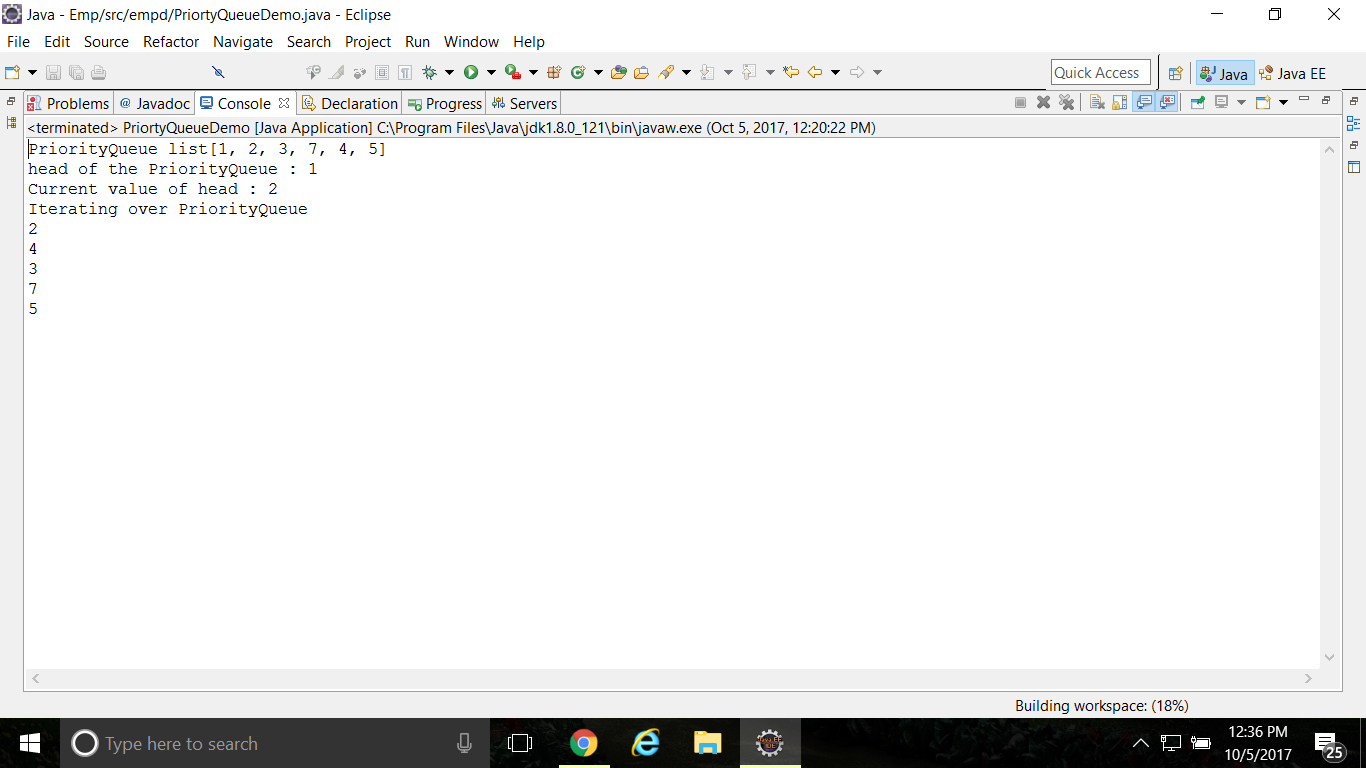 Java - Emp/src/empd/PriortyQueueDemo.java - Eclipse
File Edit Source Refactor Navigate Search Project Run Window Help
Quick Access Java Java EE
Problems @ Javadoc Console Declaration Progress Servers
<terminated> PriortyQueueDemo [Java Application] C:\Program Files\Java\jdk1.8.0_121\bin\javaw.exe (Oct 5, 2017, 12:20:22 PM)
PriorityQueue list[1, 2, 3, 7, 4, 5]
head of the PriorityQueue : 1
Current value of head : 2
Iterating over PriorityQueue
2
4
3
7
5
Building workspace: (18%)
Type here to search
12:36 PM
10/5/2017
25